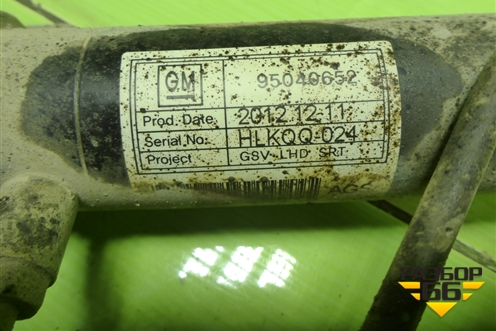 GM 95040652
Prod. Date 2012.12.11
Serial No: HLKQQ-024
Project GSV LHD SRT
РАЗБОР
66